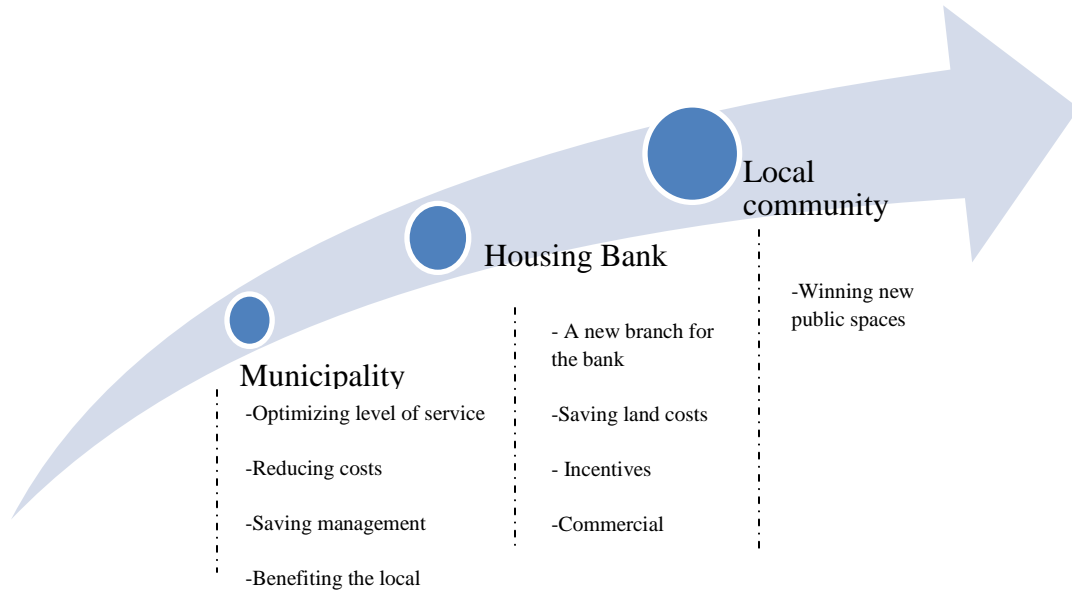 Municipality
-Optimizing level of service
-Reducing costs
-Saving management
-Benefiting the local
Housing Bank
- A new branch for
the bank
-Saving land costs
- Incentives
-Commercial
Local
community
-Winning new
public spaces